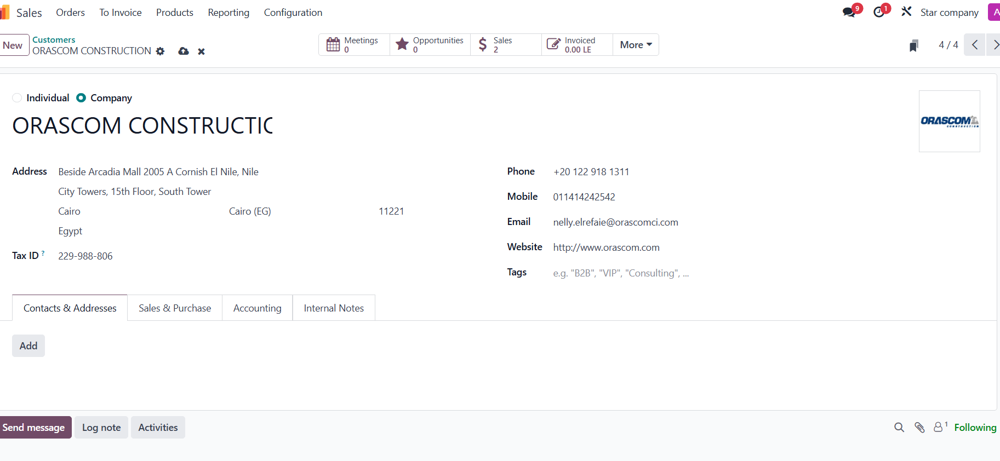 Sales Orders To Invoice Products Reporting Configuration 9 1 Star company A
New Customers
ORASCOM CONSTRUCTION
Meetings 0 Opportunities 0 Sales 2 Invoiced 0.00 LE More 4 / 4
Individual Company
ORASCOM CONSTRUCTIO
ORASCOM
CONSTRUCTION
Address Beside Arcadia Mall 2005 A Cornish El Nile, Nile
City Towers, 15th Floor, South Tower
Cairo Cairo (EG) 11221
Egypt
Tax ID ? 229-988-806
Phone +20 122 918 1311
Mobile 011414242542
Email nelly.elrefaie@orascomci.com
Website http://www.orascom.com
Tags e.g. "B2B", "VIP", "Consulting", ...
Contacts & Addresses Sales & Purchase Accounting Internal Notes
Add
Send message Log note Activities 1 Following